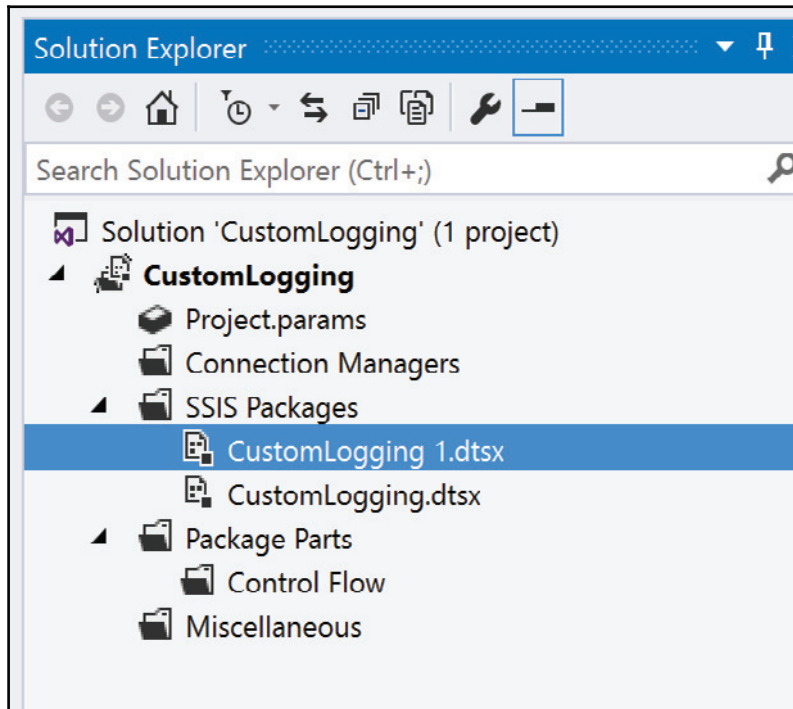 Solution Explorer
Search Solution Explorer (Ctrl+;)
Solution 'CustomLogging' (1 project)
CustomLogging
Project.params
Connection Managers
SSIS Packages
CustomLogging 1.dtsx
CustomLogging.dtsx
Package Parts
Control Flow
Miscellaneous